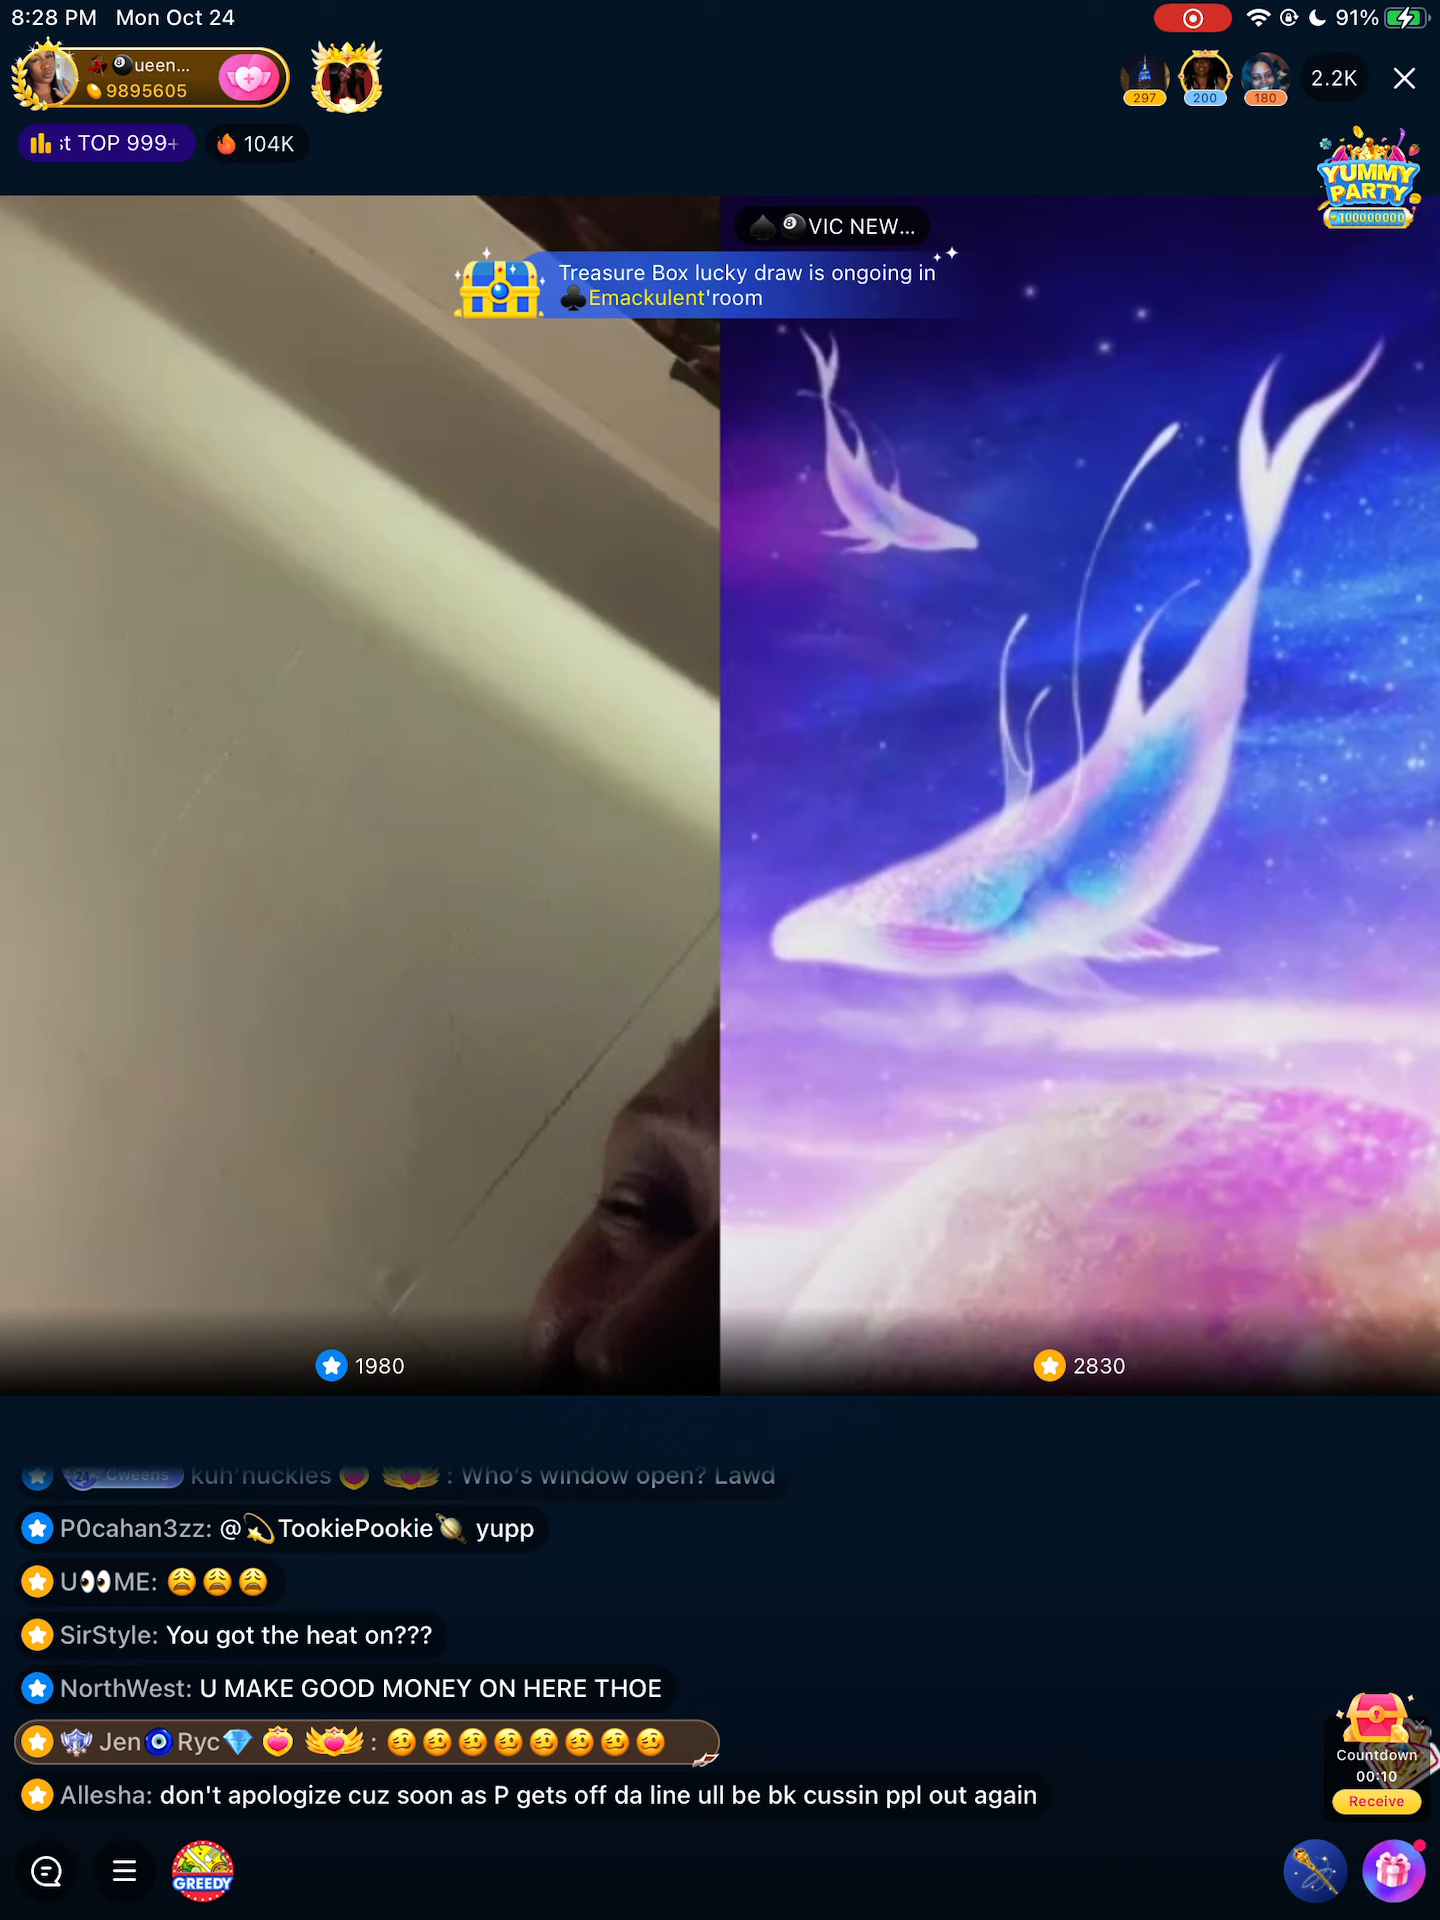 8:28 PM Mon Oct 24
91%
🎱ueen...
9895605
297
200
180
2.2K
st TOP 999+
104K
YUMMY
PARTY
100000000
♠️🎱VIC NEW...
Treasure Box lucky draw is ongoing in
♣️Emackulent'room
1980
2830
24 Cweens kuh'nuckles : Who's window open? Lawd
P0cahan3zz: @💫TookiePookie🪐 yupp
U👀ME: 😩😩😩
SirStyle: You got the heat on???
NorthWest: U MAKE GOOD MONEY ON HERE THOE
Jen🧿Ryc💎 : 🥴🥴🥴🥴🥴🥴🥴🥴
Allesha: don't apologize cuz soon as P gets off da line ull be bk cussin ppl out again
Countdown
00:10
Receive
GREEDY